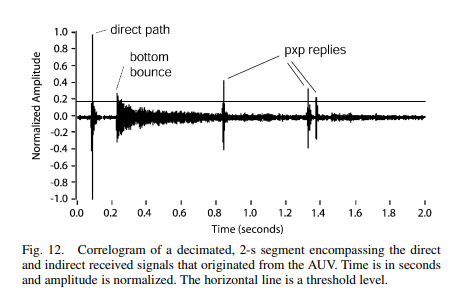 direct path
bottom
bounce
pxp replies
Normalized Amplitude
1.0
0.8
0.6
0.4
0.2
0.0
-0.2
-0.4
-0.6
-0.8
-1.0
0.0 0.2 0.4 0.6 0.8 1.0 1.2 1.4 1.6 1.8 2.0
Time (seconds)
Fig. 12. Correlogram of a decimated, 2-s segment encompassing the direct
and indirect received signals that originated from the AUV. Time is in seconds
and amplitude is normalized. The horizontal line is a threshold level.